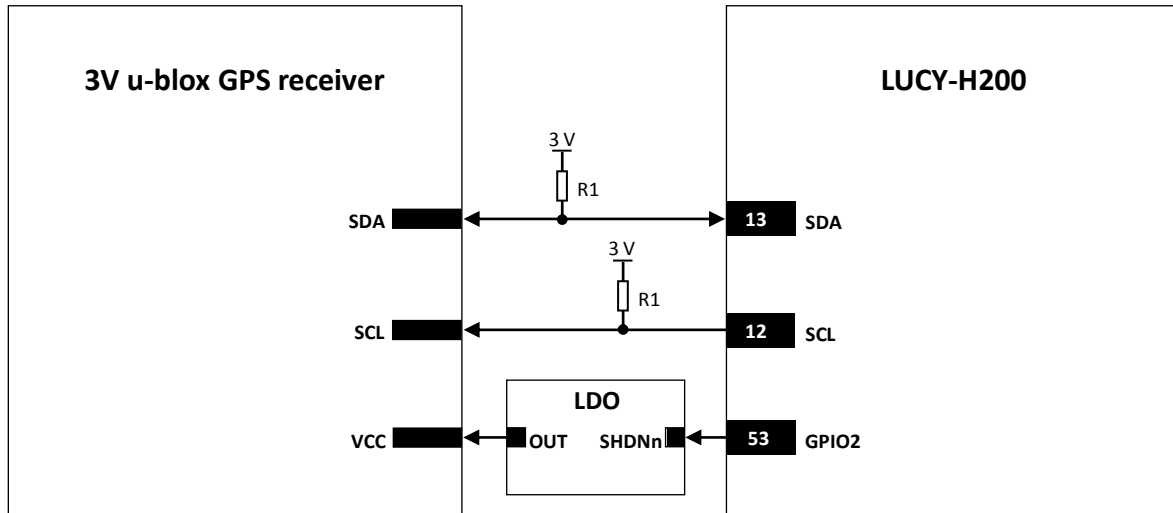 3V u-blox GPS receiver
LUCY-H200
3 V
R1
SDA
13
SDA
3 V
R1
SCL
12
SCL
LDO
VCC
OUT
SHDNn
53
GPIO2